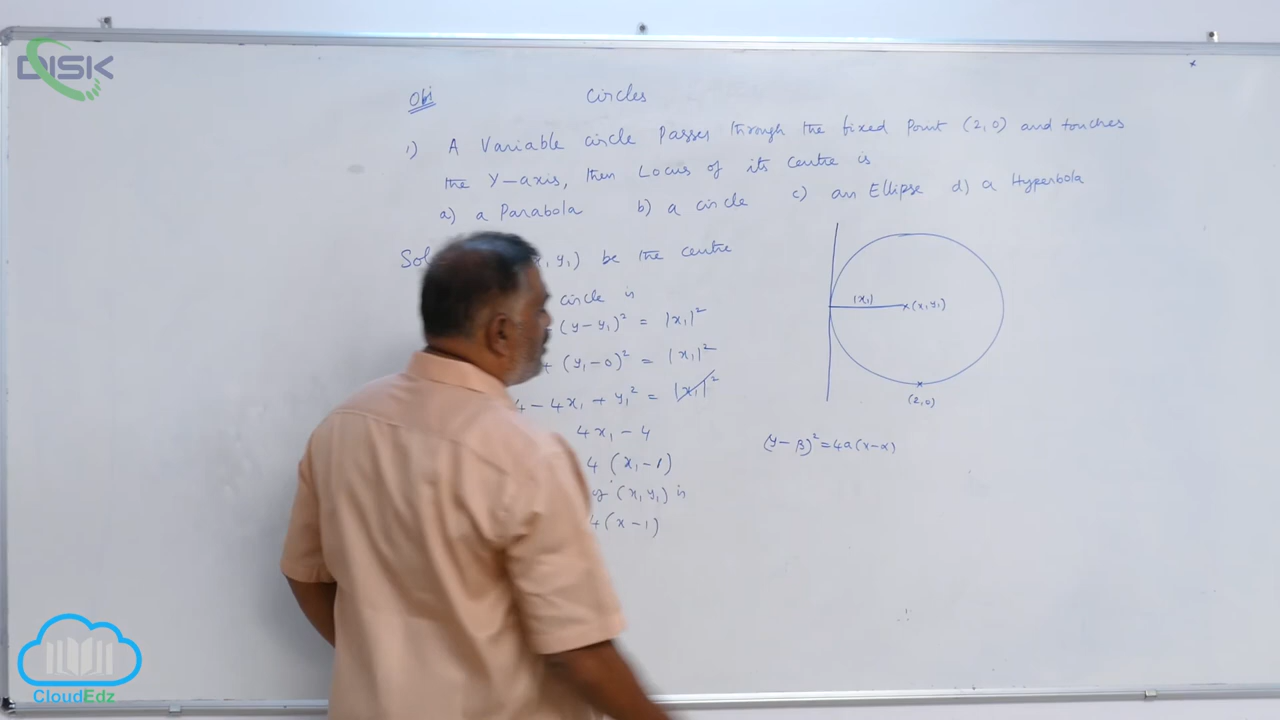 DISK
Obj Circles
1) A Variable circle Passes through the fixed Point (2,0) and touches
the Y-axis, then Locus of its centre is
a) a Parabola b) a circle c) an Ellipse d) a Hyperbola
Sol x, y₁) be the centre
circle is
(y-y₁)² = |x₁|²
+ (y₁-0)² = |x₁|²
4-4x₁ + y₁² = |x₁|²
4x₁-4
4(x₁-1)
of (x₁ y₁) is
4(x-1)
|x₁|
(x₁ y₁)
(2,0)
(y-β)² = 4a(x-α)
CloudEdz